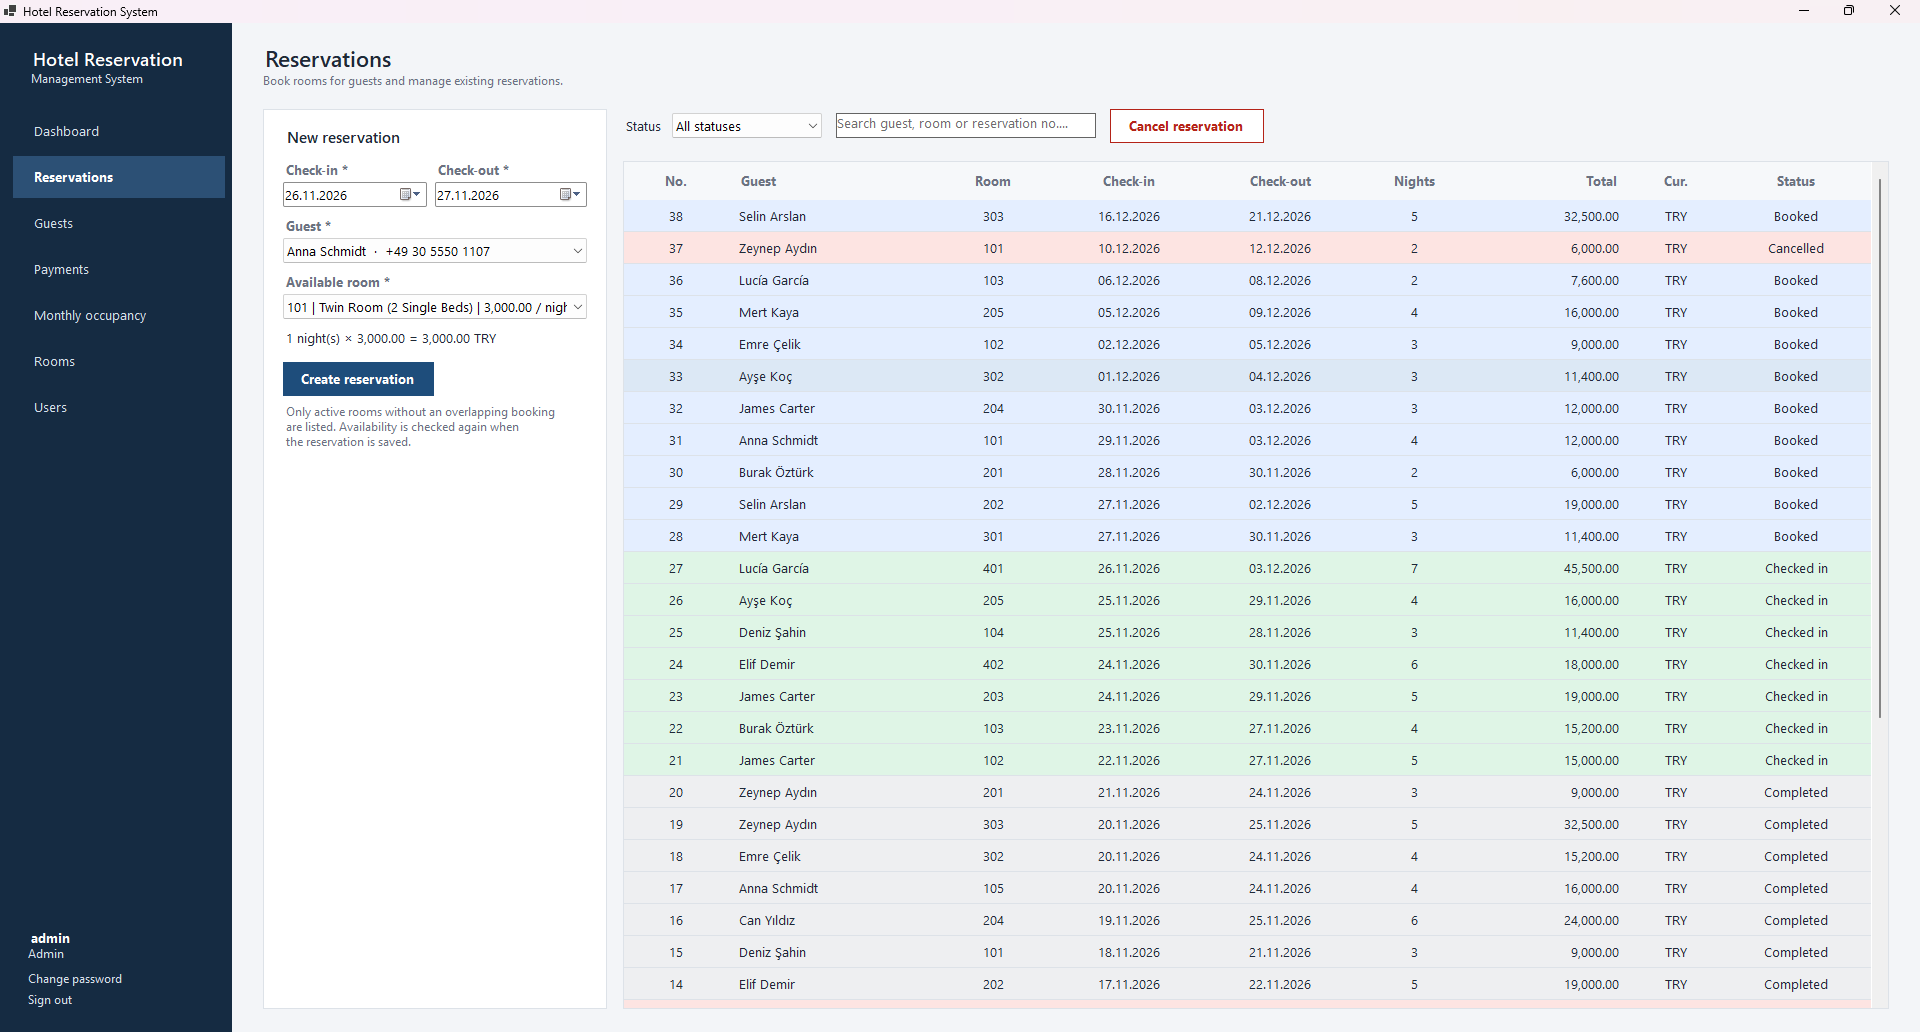 Hotel Reservation System
Hotel Reservation
Management System
Dashboard
Reservations
Guests
Payments
Monthly occupancy
Rooms
Users
admin
Admin
Change password
Sign out
Reservations
Book rooms for guests and manage existing reservations.
New reservation
Check-in * Check-out *
26.11.2026 27.11.2026
Guest *
Anna Schmidt · +49 30 5550 1107
Available room *
101 | Twin Room (2 Single Beds) | 3,000.00 / nigh
1 night(s) × 3,000.00 = 3,000.00 TRY
Create reservation
Only active rooms without an overlapping booking
are listed. Availability is checked again when
the reservation is saved.
Status All statuses Search guest, room or reservation no.... Cancel reservation
No. Guest Room Check-in Check-out Nights Total Cur. Status
38 Selin Arslan 303 16.12.2026 21.12.2026 5 32,500.00 TRY Booked
37 Zeynep Aydın 101 10.12.2026 12.12.2026 2 6,000.00 TRY Cancelled
36 Lucía García 103 06.12.2026 08.12.2026 2 7,600.00 TRY Booked
35 Mert Kaya 205 05.12.2026 09.12.2026 4 16,000.00 TRY Booked
34 Emre Çelik 102 02.12.2026 05.12.2026 3 9,000.00 TRY Booked
33 Ayşe Koç 302 01.12.2026 04.12.2026 3 11,400.00 TRY Booked
32 James Carter 204 30.11.2026 03.12.2026 3 12,000.00 TRY Booked
31 Anna Schmidt 101 29.11.2026 03.12.2026 4 12,000.00 TRY Booked
30 Burak Öztürk 201 28.11.2026 30.11.2026 2 6,000.00 TRY Booked
29 Selin Arslan 202 27.11.2026 02.12.2026 5 19,000.00 TRY Booked
28 Mert Kaya 301 27.11.2026 30.11.2026 3 11,400.00 TRY Booked
27 Lucía García 401 26.11.2026 03.12.2026 7 45,500.00 TRY Checked in
26 Ayşe Koç 205 25.11.2026 29.11.2026 4 16,000.00 TRY Checked in
25 Deniz Şahin 104 25.11.2026 28.11.2026 3 11,400.00 TRY Checked in
24 Elif Demir 402 24.11.2026 30.11.2026 6 18,000.00 TRY Checked in
23 James Carter 203 24.11.2026 29.11.2026 5 19,000.00 TRY Checked in
22 Burak Öztürk 103 23.11.2026 27.11.2026 4 15,200.00 TRY Checked in
21 James Carter 102 22.11.2026 27.11.2026 5 15,000.00 TRY Checked in
20 Zeynep Aydın 201 21.11.2026 24.11.2026 3 9,000.00 TRY Completed
19 Zeynep Aydın 303 20.11.2026 25.11.2026 5 32,500.00 TRY Completed
18 Emre Çelik 302 20.11.2026 24.11.2026 4 15,200.00 TRY Completed
17 Anna Schmidt 105 20.11.2026 24.11.2026 4 16,000.00 TRY Completed
16 Can Yıldız 204 19.11.2026 25.11.2026 6 24,000.00 TRY Completed
15 Deniz Şahin 101 18.11.2026 21.11.2026 3 9,000.00 TRY Completed
14 Elif Demir 202 17.11.2026 22.11.2026 5 19,000.00 TRY Completed